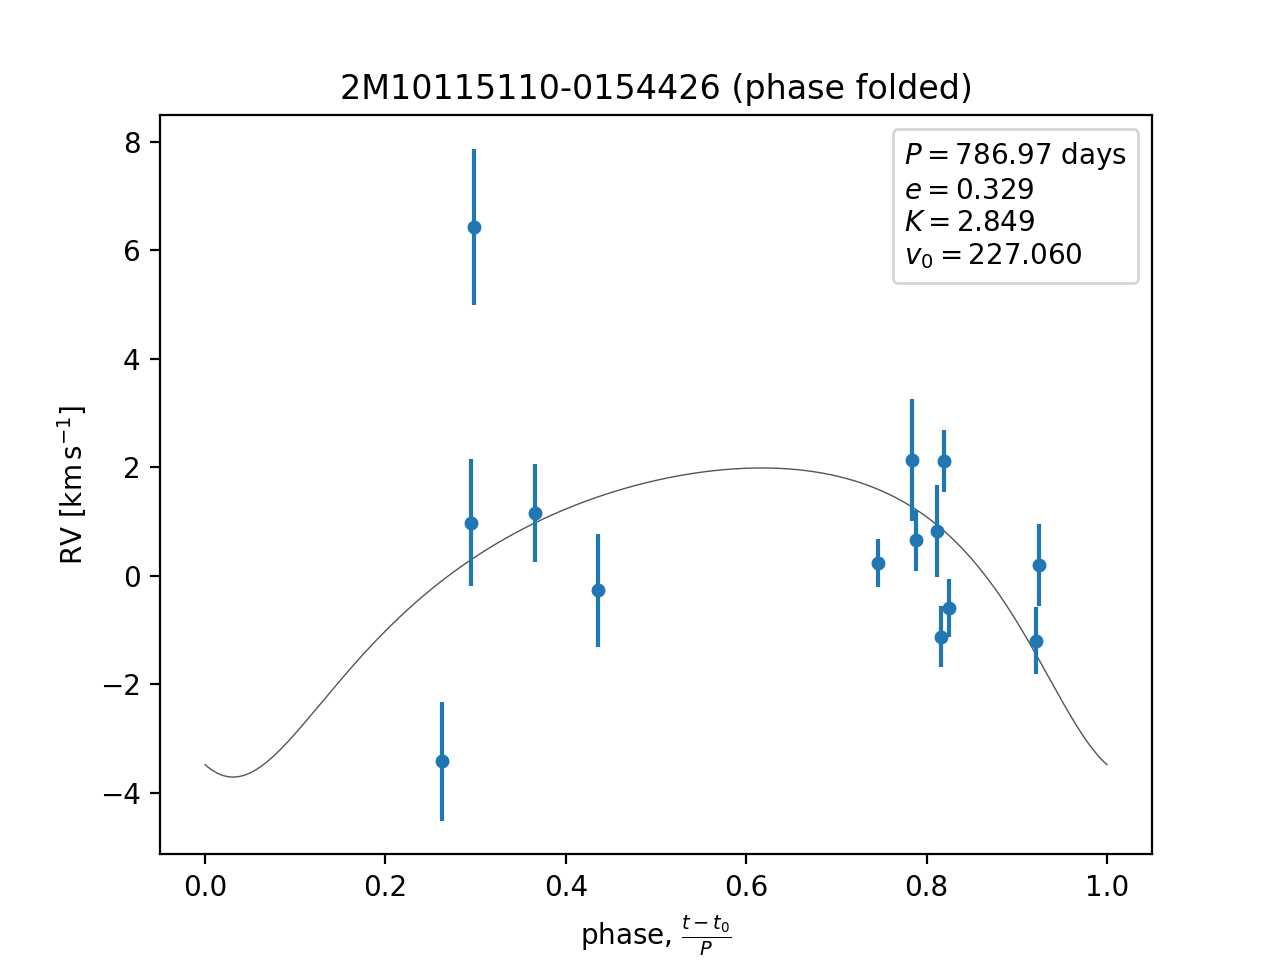 2M10115110-0154426 (phase folded)
P = 786.97 days
e = 0.329
K = 2.849
v₀ = 227.060
8
6
4
2
0
−2
−4
RV [km s⁻¹]
0.0 0.2 0.4 0.6 0.8 1.0
phase, (t − t₀)/P